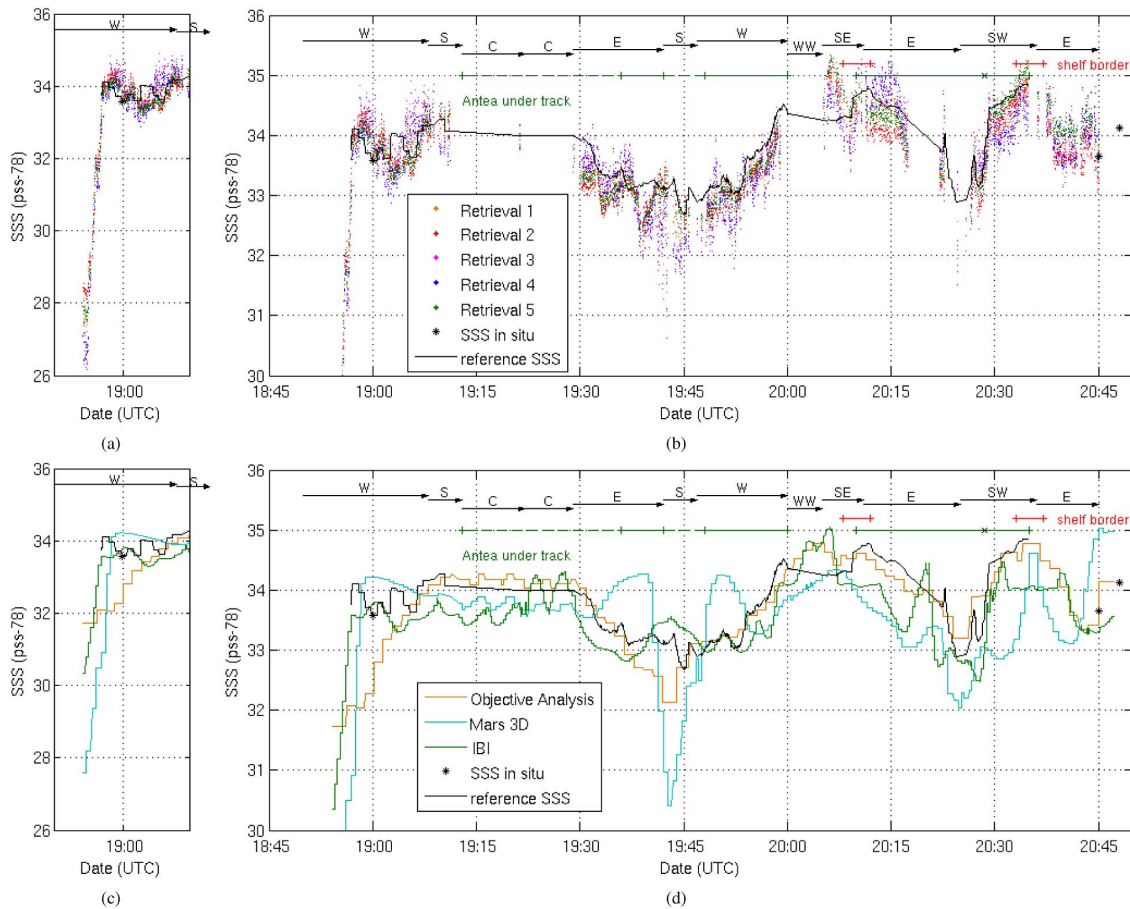 W
S
36
34
32
30
28
26
SSS (pss-78)
19:00
Date (UTC)
(a)
W
S
C
C
E
S
W
WW
SE
E
SW
E
shelf border
Antea under track
36
35
34
33
32
31
30
SSS (pss-78)
Retrieval 1
Retrieval 2
Retrieval 3
Retrieval 4
Retrieval 5
SSS in situ
reference SSS
18:45
19:00
19:15
19:30
19:45
20:00
20:15
20:30
20:45
Date (UTC)
(b)
W
S
36
34
32
30
28
26
SSS (pss-78)
19:00
Date (UTC)
(c)
W
S
C
C
E
S
W
WW
SE
E
SW
E
shelf border
Antea under track
36
35
34
33
32
31
30
SSS (pss-78)
Objective Analysis
Mars 3D
IBI
SSS in situ
reference SSS
18:45
19:00
19:15
19:30
19:45
20:00
20:15
20:30
20:45
Date (UTC)
(d)